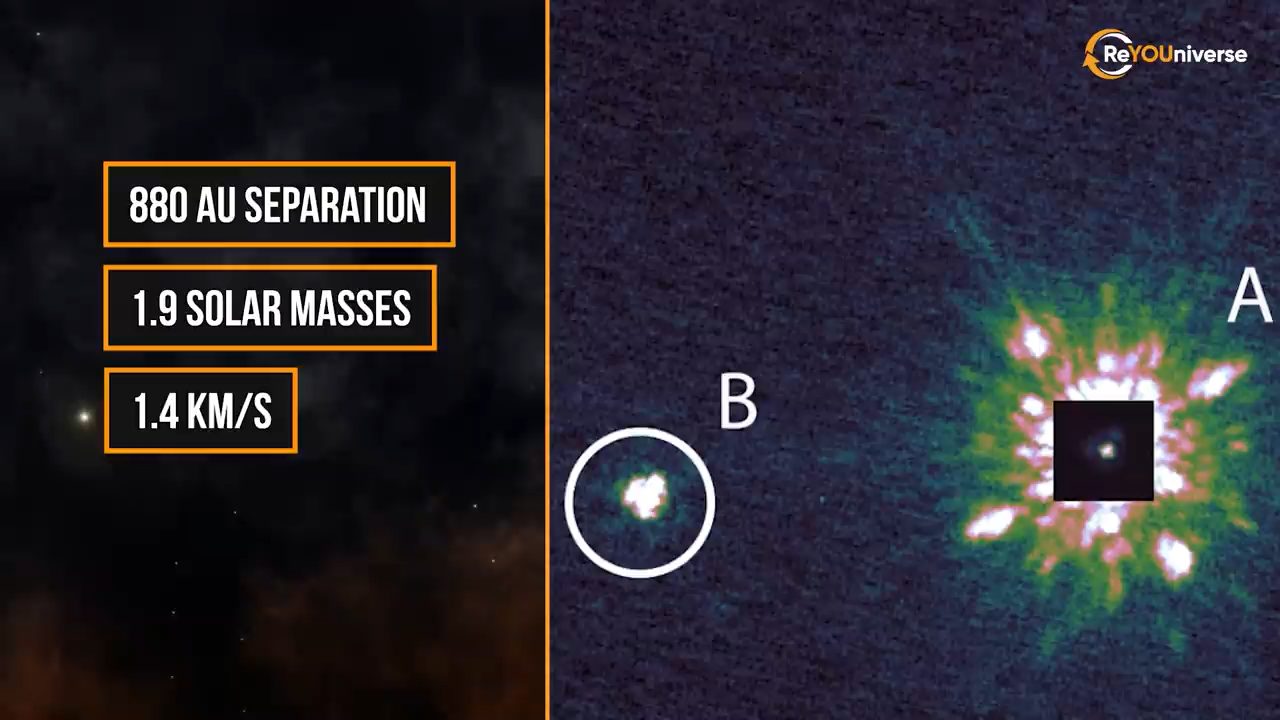 ReYOUniverse
880 AU SEPARATION
1.9 SOLAR MASSES
1.4 KM/S
A
B